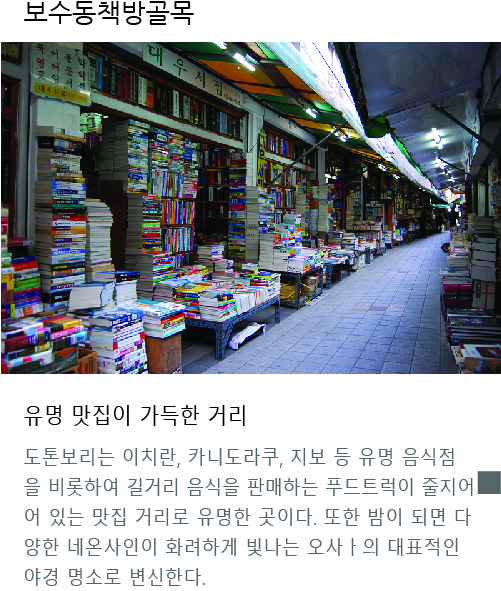 보수동책방골목
대우서점
유명 맛집이 가득한 거리
도톤보리는 이치란, 카니도라쿠, 지보 등 유명 음식점
을 비롯하여 길거리 음식을 판매하는 푸드트럭이 줄지어
어 있는 맛집 거리로 유명한 곳이다. 또한 밤이 되면 다
양한 네온사인이 화려하게 빛나는 오사ㅏ의 대표적인
야경 명소로 변신한다.